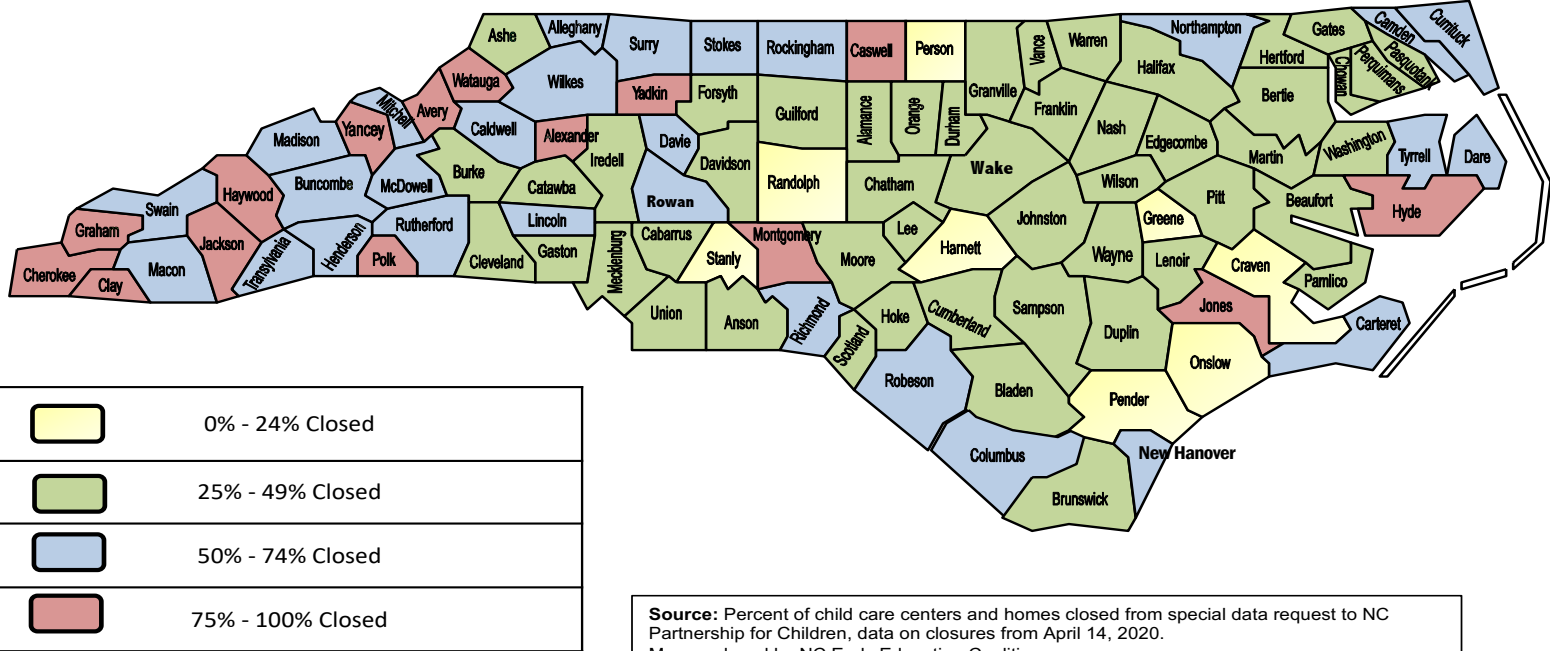 Ashe
Alleghany
Surry
Stokes
Rockingham
Caswell
Person
Granville
Vance
Warren
Northampton
Halifax
Hertford
Gates
Camden
Currituck
Pasquotank
Perquimans
Chowan
Bertie
Watauga
Wilkes
Yadkin
Forsyth
Guilford
Alamance
Orange
Durham
Franklin
Nash
Edgecombe
Martin
Washington
Tyrrell
Dare
Mitchell
Avery
Caldwell
Alexander
Iredell
Davie
Davidson
Randolph
Chatham
Wake
Wilson
Pitt
Beaufort
Hyde
Madison
Yancey
Burke
Catawba
Rowan
Johnston
Greene
Haywood
Buncombe
McDowell
Lincoln
Swain
Rutherford
Cleveland
Gaston
Mecklenburg
Cabarrus
Stanly
Montgomery
Moore
Lee
Harnett
Wayne
Lenoir
Craven
Pamlico
Graham
Jackson
Transylvania
Henderson
Polk
Cherokee
Clay
Macon
Union
Anson
Richmond
Scotland
Hoke
Cumberland
Sampson
Duplin
Jones
Carteret
Onslow
Robeson
Bladen
Pender
Columbus
New Hanover
Brunswick
0% - 24% Closed
25% - 49% Closed
50% - 74% Closed
75% - 100% Closed
Source: Percent of child care centers and homes closed from special data request to NC
Partnership for Children, data on closures from April 14, 2020.